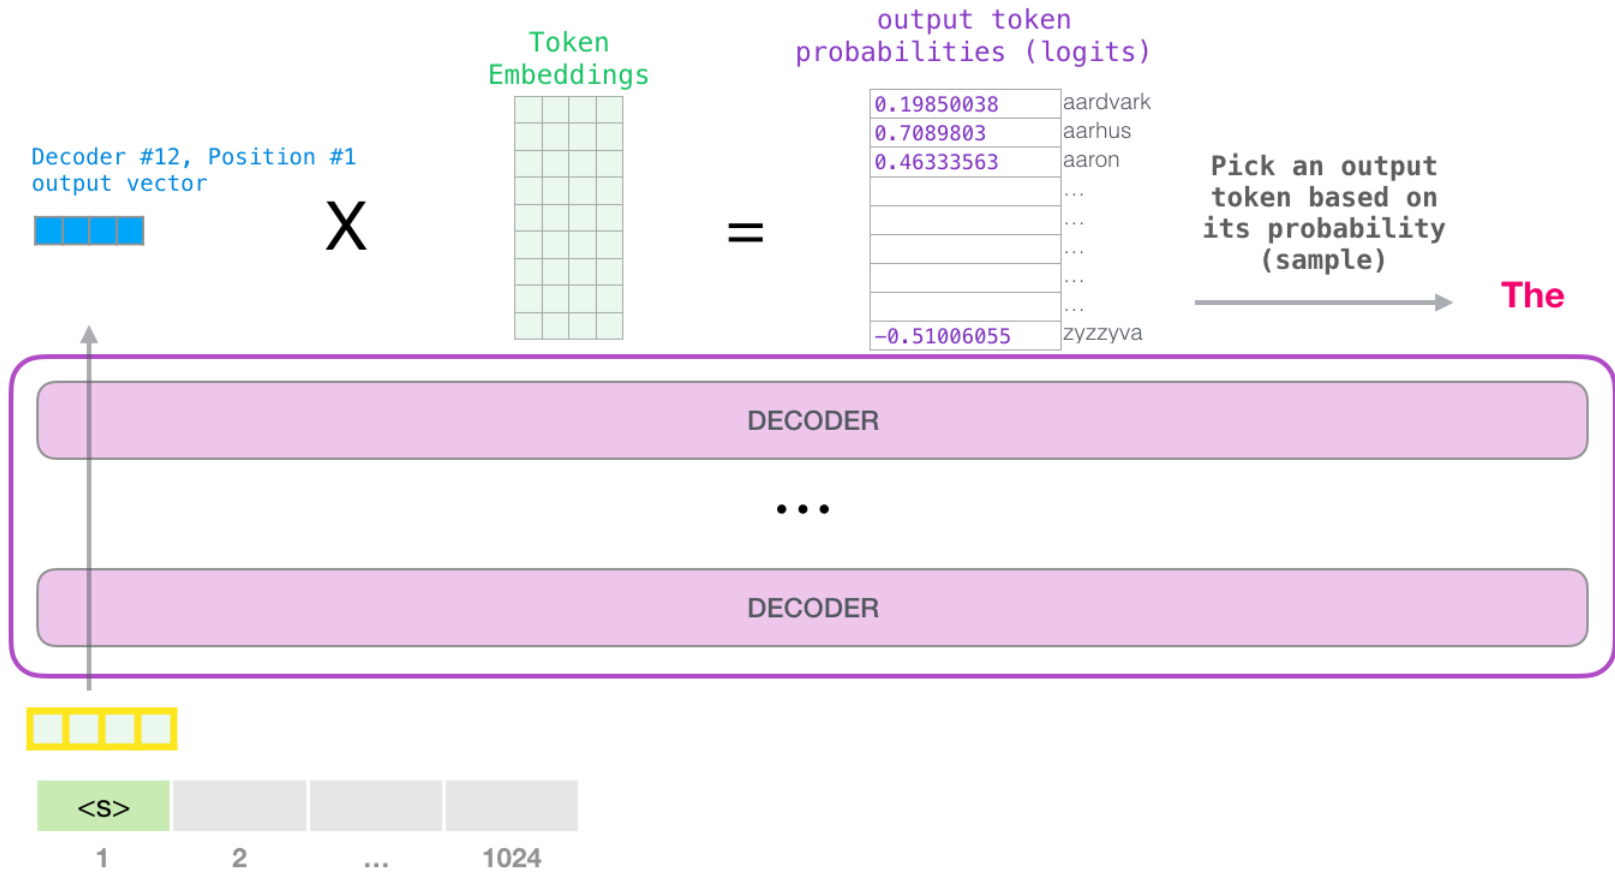 output token
probabilities (logits)
Token
Embeddings
0.19850038 aardvark
0.7089803 aarhus
0.46333563 aaron
...
...
...
...
...
-0.51006055 zyzzyva
Decoder #12, Position #1
output vector
X
=
Pick an output
token based on
its probability
(sample)
The
DECODER
...
DECODER
<s>
1 2 ... 1024